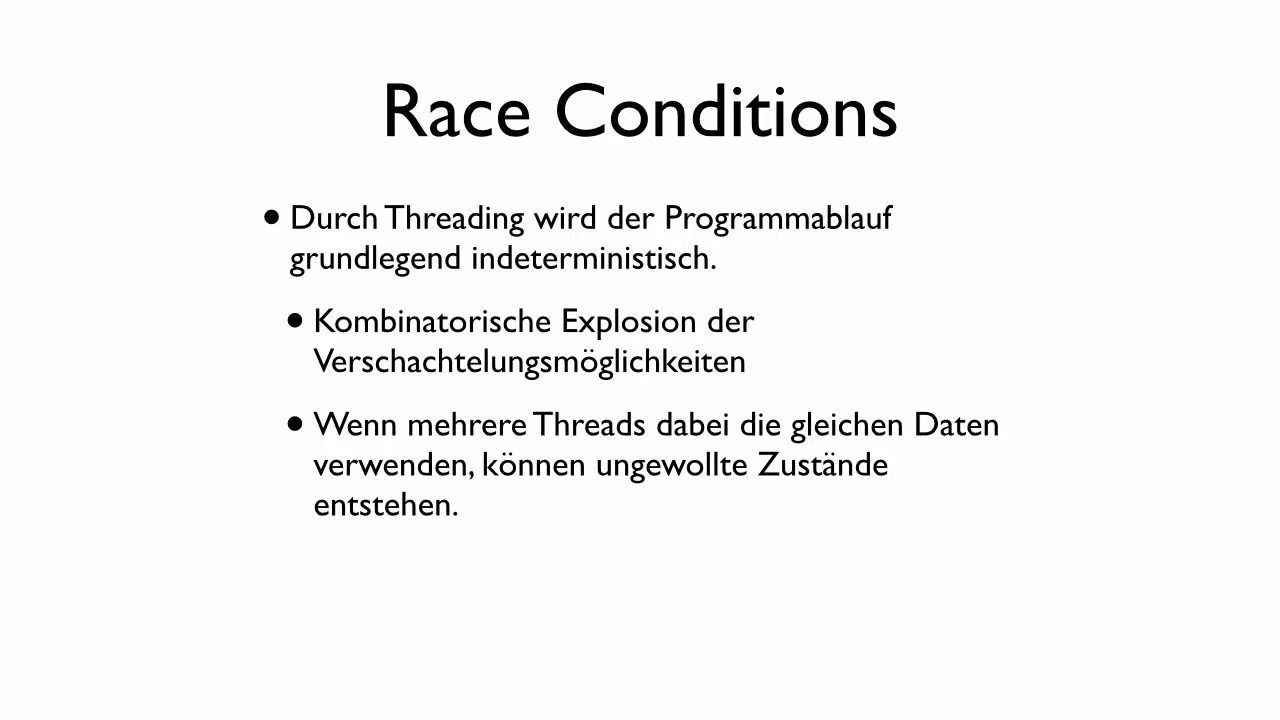 Race Conditions
• Durch Threading wird der Programmablauf
grundlegend indeterministisch.
• Kombinatorische Explosion der
Verschachtelungsmöglichkeiten
• Wenn mehrere Threads dabei die gleichen Daten
verwenden, können ungewollte Zustände
entstehen.